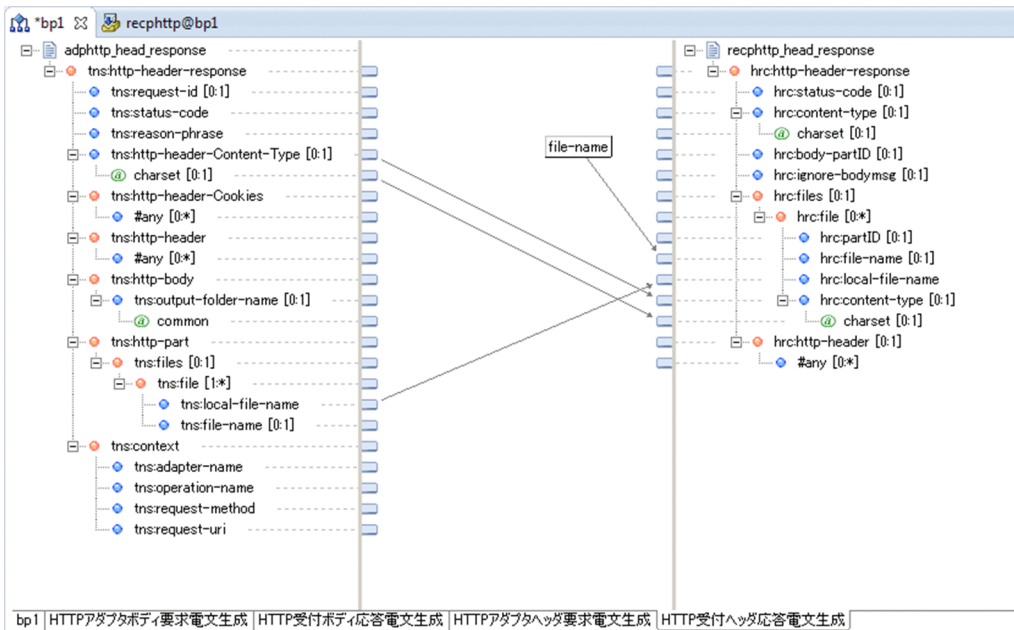 *bp1
recphttp@bp1
adphttp_head_response
tns:http-header-response
tns:request-id [0:1]
tns:status-code
tns:reason-phrase
tns:http-header-Content-Type [0:1]
charset [0:1]
tns:http-header-Cookies
#any [0:*]
tns:http-header
#any [0:*]
tns:http-body
tns:output-folder-name [0:1]
common
tns:http-part
tns:files [0:1]
tns:file [1:*]
tns:local-file-name
tns:file-name [0:1]
tns:context
tns:adapter-name
tns:operation-name
tns:request-method
tns:request-uri
file-name
recphttp_head_response
hrc:http-header-response
hrc:status-code [0:1]
hrc:content-type [0:1]
charset [0:1]
hrc:body-partID [0:1]
hrc:ignore-bodymsg [0:1]
hrc:files [0:1]
hrc:file [0:*]
hrc:partID [0:1]
hrc:file-name [0:1]
hrc:local-file-name
hrc:content-type [0:1]
charset [0:1]
hrc:http-header [0:1]
#any [0:*]
bp1 HTTPアダプタボディ要求電文生成 HTTP受付ボディ応答電文生成 HTTPアダプタヘッダ要求電文生成 HTTP受付ヘッダ応答電文生成